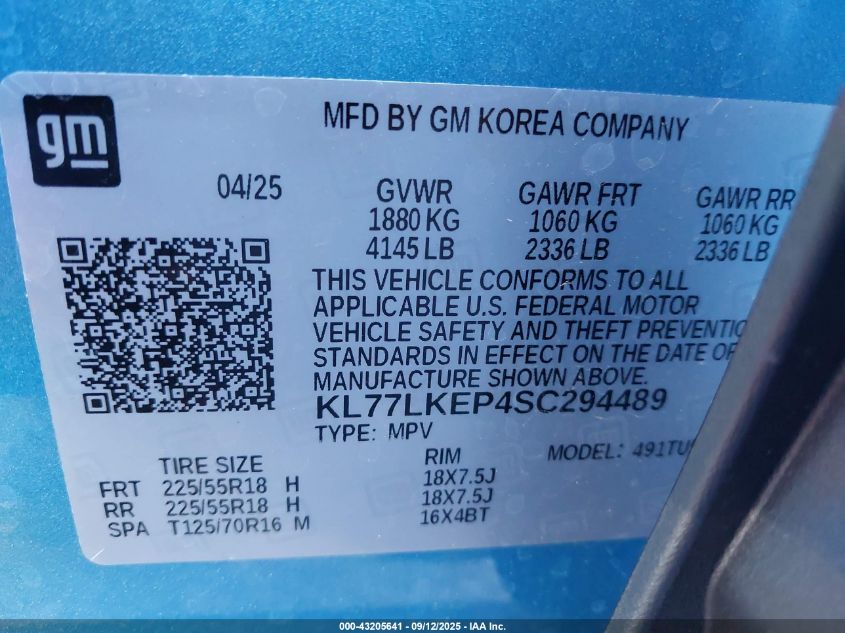 gm
MFD BY GM KOREA COMPANY
04/25 GVWR GAWR FRT GAWR RR
1880 KG 1060 KG 1060 KG
4145 LB 2336 LB 2336 LB
THIS VEHICLE CONFORMS TO ALL
APPLICABLE U.S. FEDERAL MOTOR
VEHICLE SAFETY AND THEFT PREVENTIO
STANDARDS IN EFFECT ON THE DATE OF
MANUFACTURE SHOWN ABOVE.
KL77LKEP4SC294489
TYPE: MPV
TIRE SIZE RIM MODEL: 491TU
FRT 225/55R18 H 18X7.5J
RR 225/55R18 H 18X7.5J
SPA T125/70R16 M 16X4BT
000-43205641 - 09/12/2025 - IAA Inc.